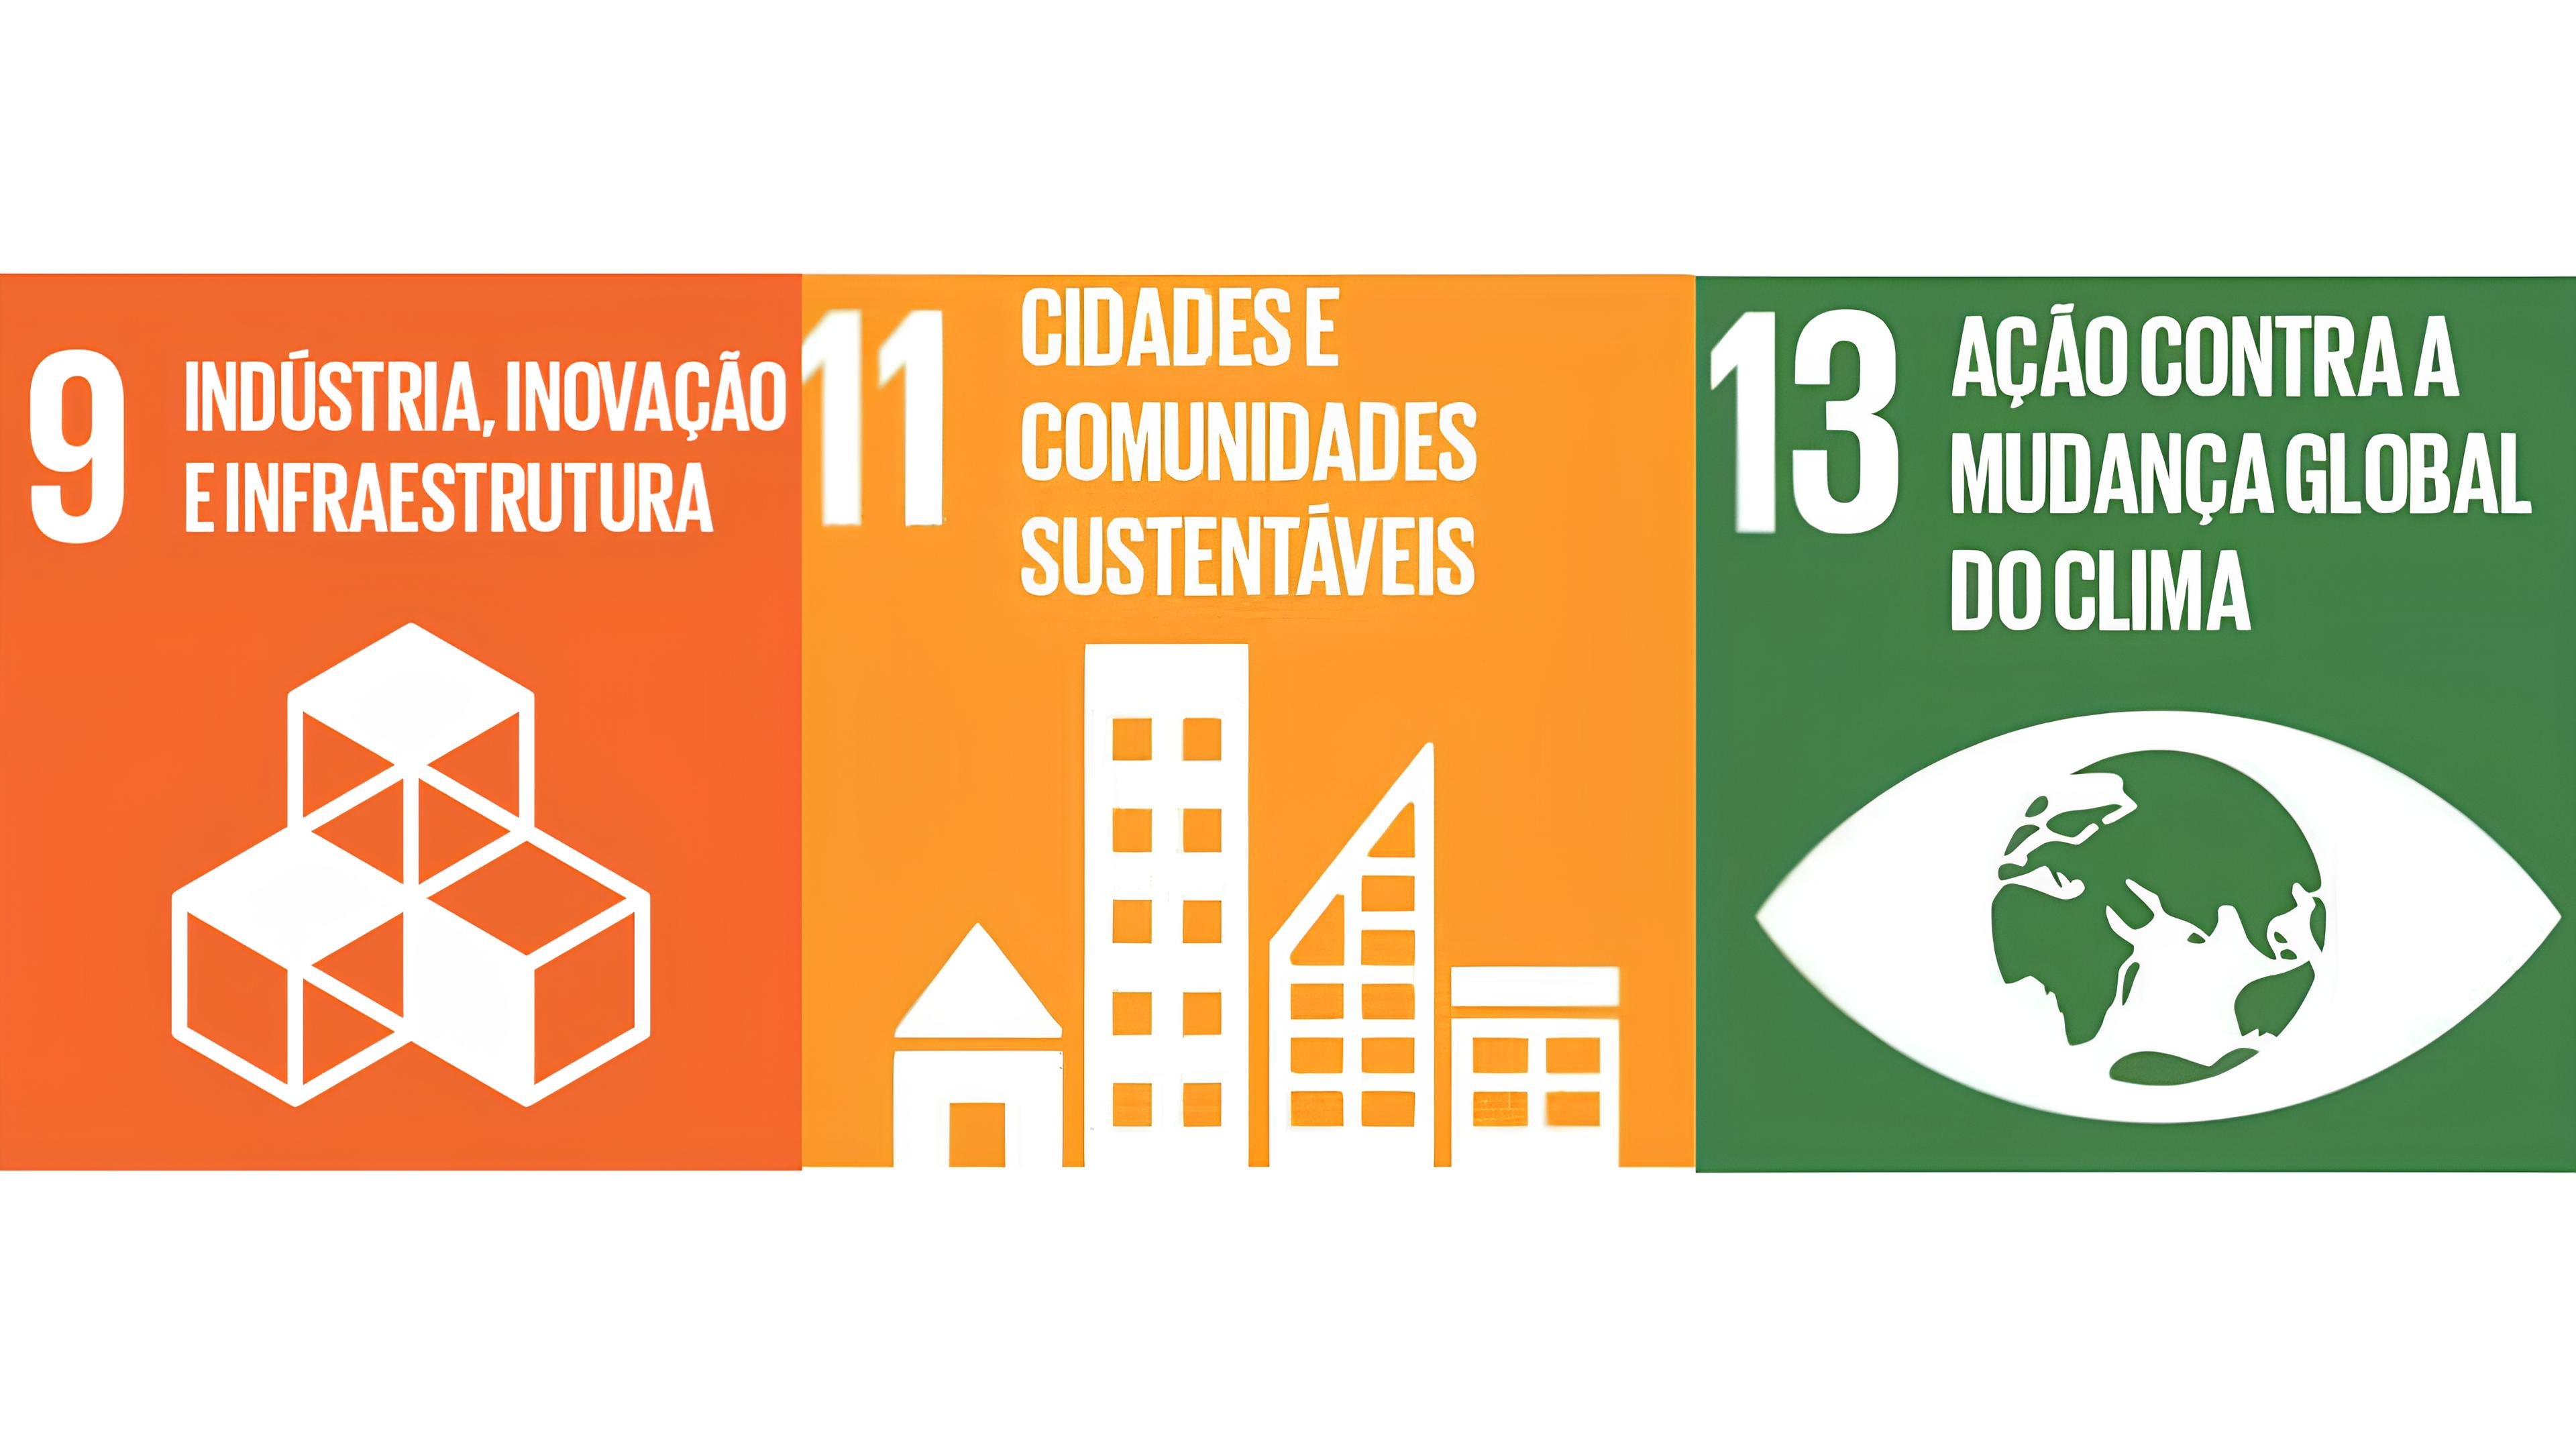 9
INDÚSTRIA, INOVAÇÃO
E INFRAESTRUTURA
11
CIDADES E
COMUNIDADES
SUSTENTÁVEIS
13
AÇÃO CONTRA A
MUDANÇA GLOBAL
DO CLIMA